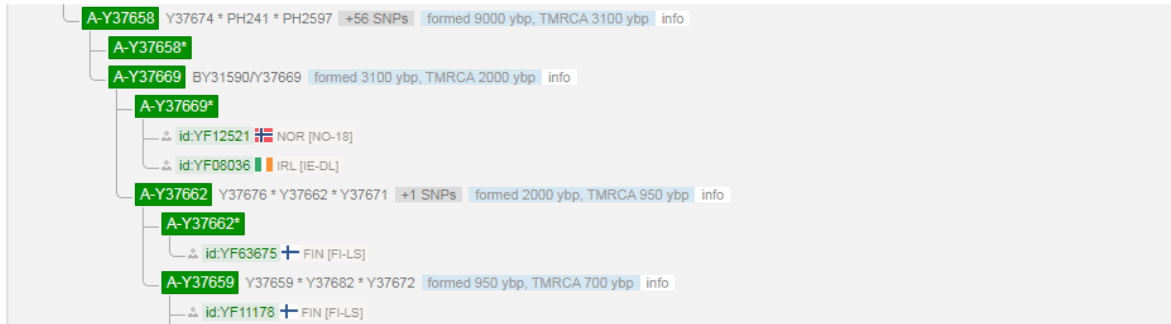 A-Y37658 Y37674 * PH241 * PH2597 +56 SNPs formed 9000 ybp, TMRCA 3100 ybp info
A-Y37658*
A-Y37669 BY31590/Y37669 formed 3100 ybp, TMRCA 2000 ybp info
A-Y37669*
id:YF12521 NOR [NO-18]
id:YF08036 IRL [IE-DL]
A-Y37662 Y37676 * Y37662 * Y37671 +1 SNPs formed 2000 ybp, TMRCA 950 ybp info
A-Y37662*
id:YF63675 FIN [FI-LS]
A-Y37659 Y37659 * Y37682 * Y37672 formed 950 ybp, TMRCA 700 ybp info
id:YF11178 FIN [FI-LS]